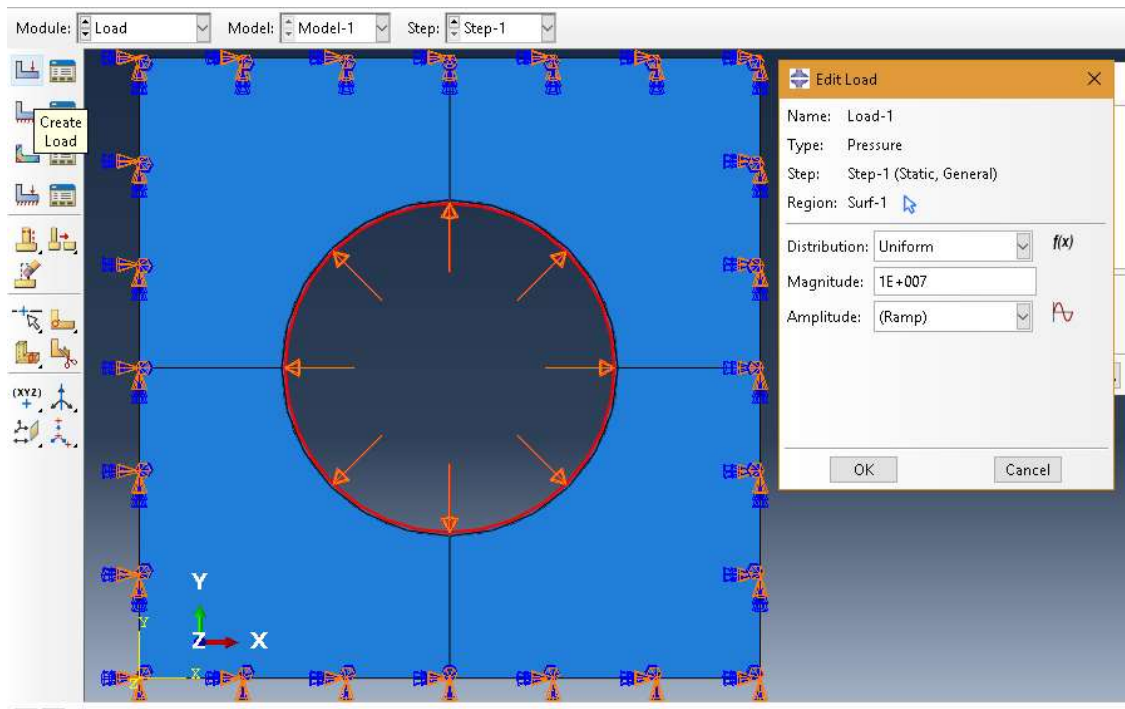 Module: Load Model: Model-1 Step: Step-1
Create
Load
(XYZ)
Y
Z X
Y
X
Z
Edit Load
Name: Load-1
Type: Pressure
Step: Step-1 (Static, General)
Region: Surf-1
Distribution: Uniform f(x)
Magnitude: 1E+007
Amplitude: (Ramp)
OK Cancel